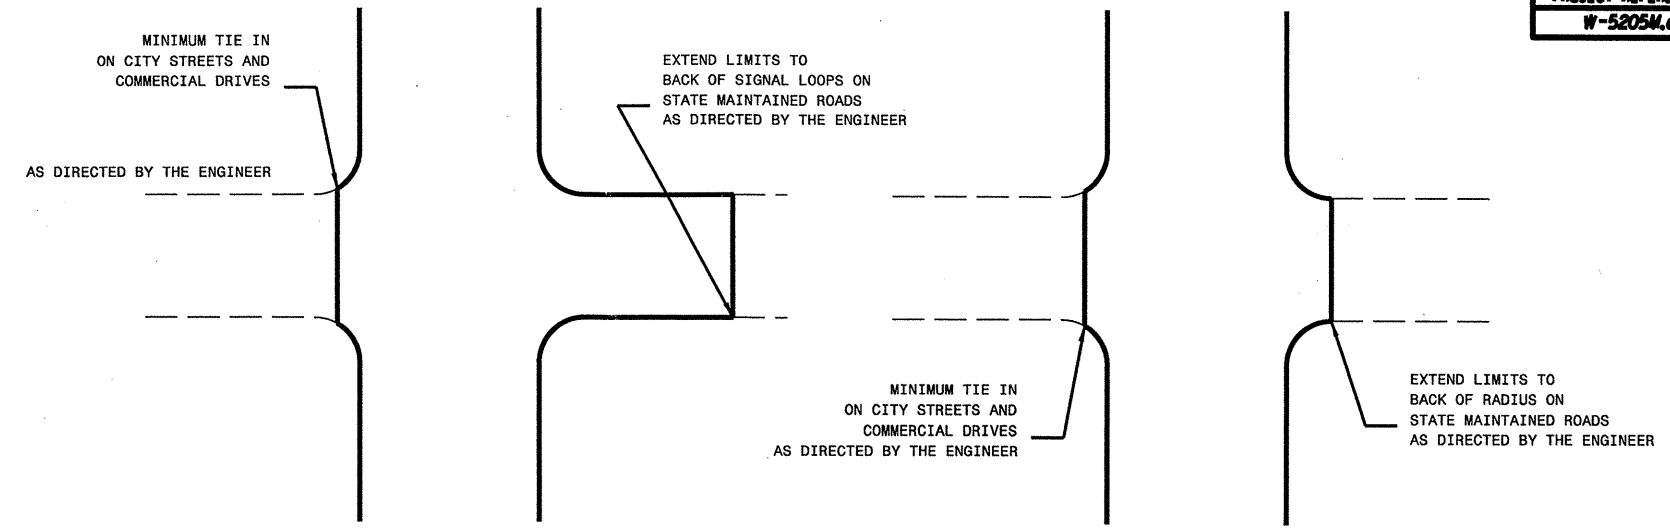 MINIMUM TIE IN
ON CITY STREETS AND
COMMERCIAL DRIVES
AS DIRECTED BY THE ENGINEER
EXTEND LIMITS TO
BACK OF SIGNAL LOOPS ON
STATE MAINTAINED ROADS
AS DIRECTED BY THE ENGINEER
MINIMUM TIE IN
ON CITY STREETS AND
COMMERCIAL DRIVES
AS DIRECTED BY THE ENGINEER
EXTEND LIMITS TO
BACK OF RADIUS ON
STATE MAINTAINED ROADS
AS DIRECTED BY THE ENGINEER